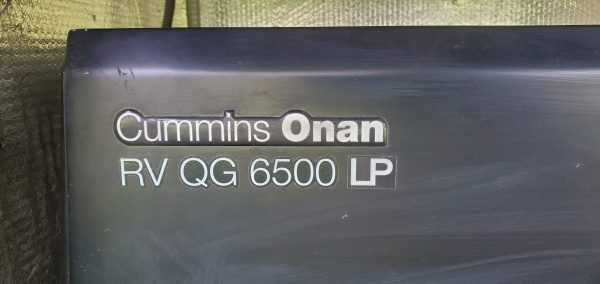 Cummins Onan
RV QG 6500 LP